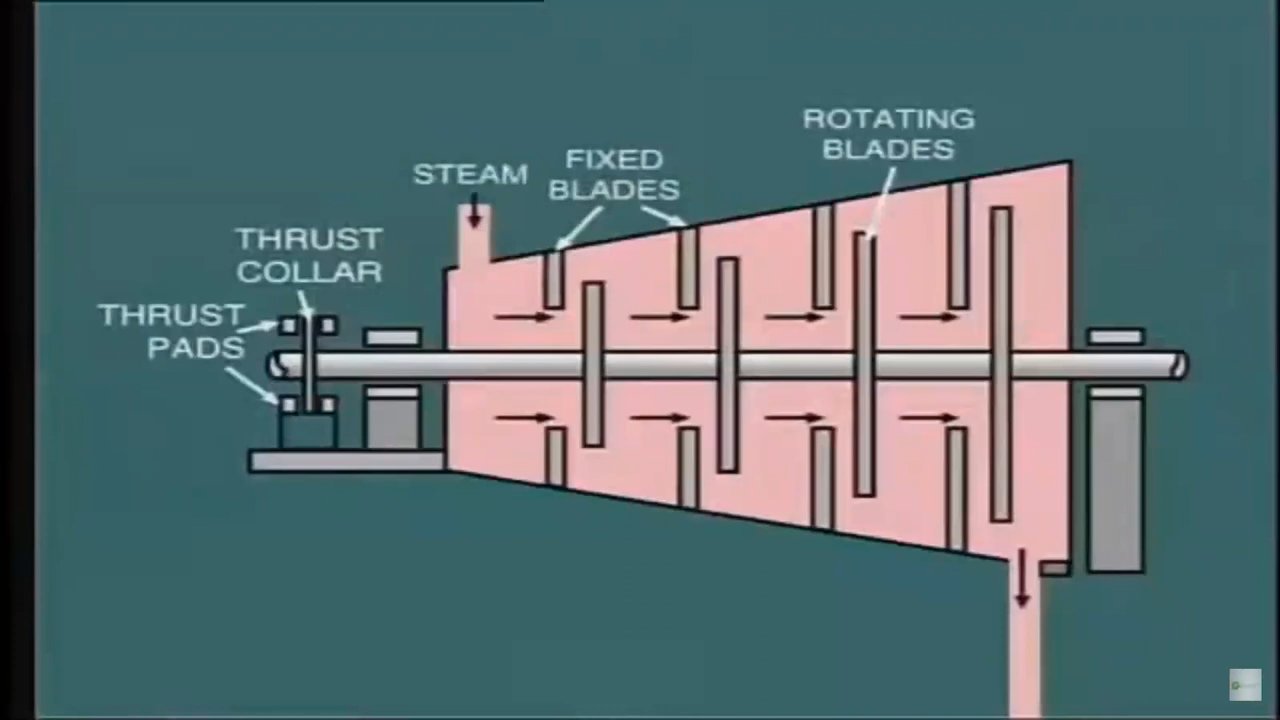 ROTATING
BLADES
FIXED
BLADES
STEAM
THRUST
COLLAR
THRUST
PADS